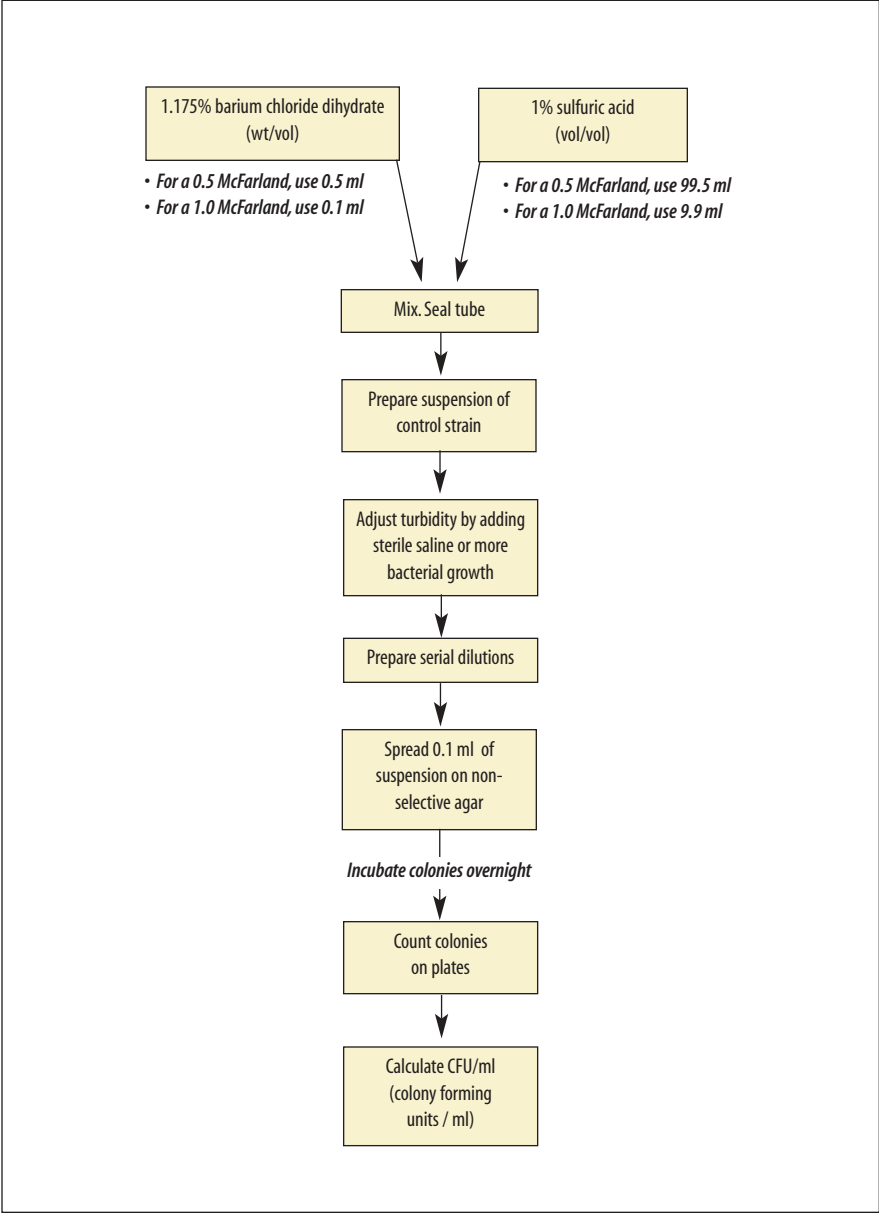 1.175% barium chloride dihydrate
(wt/vol)
• For a 0.5 McFarland, use 0.5 ml
• For a 1.0 McFarland, use 0.1 ml
1% sulfuric acid
(vol/vol)
• For a 0.5 McFarland, use 99.5 ml
• For a 1.0 McFarland, use 9.9 ml
Mix. Seal tube
Prepare suspension of
control strain
Adjust turbidity by adding
sterile saline or more
bacterial growth
Prepare serial dilutions
Spread 0.1 ml of
suspension on non-
selective agar
Incubate colonies overnight
Count colonies
on plates
Calculate CFU/ml
(colony forming
units / ml)